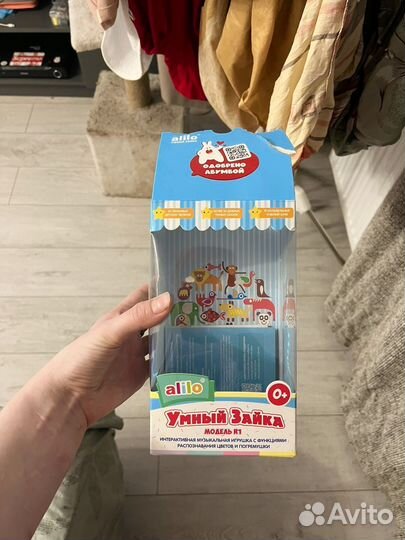 alilo
ОДОБРЕНО
АБУМБОЙ
alilo
0+
УМНЫЙ ЗАЙКА
МОДЕЛЬ R1
ИНТЕРАКТИВНАЯ МУЗЫКАЛЬНАЯ ИГРУШКА С ФУНКЦИЯМИ
РАСПОЗНАВАНИЯ ЦВЕТОВ И ПОГРЕМУШКИ
Avito